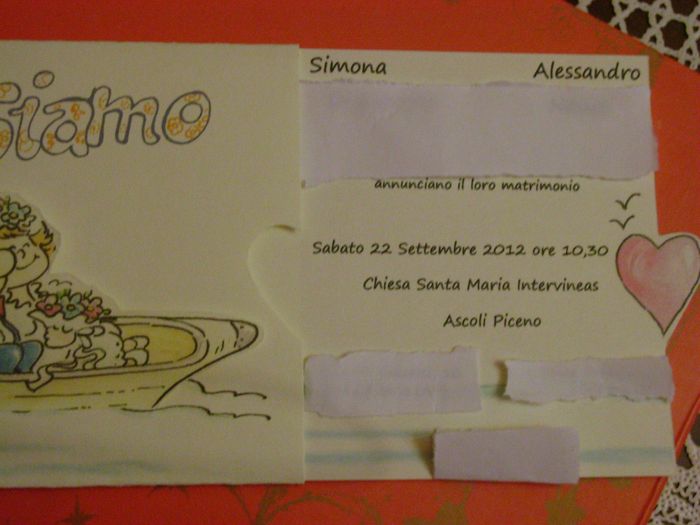 Siamo
Simona Alessandro
annunciano il loro matrimonio
Sabato 22 Settembre 2012 ore 10,30
Chiesa Santa Maria Intervineas
Ascoli Piceno